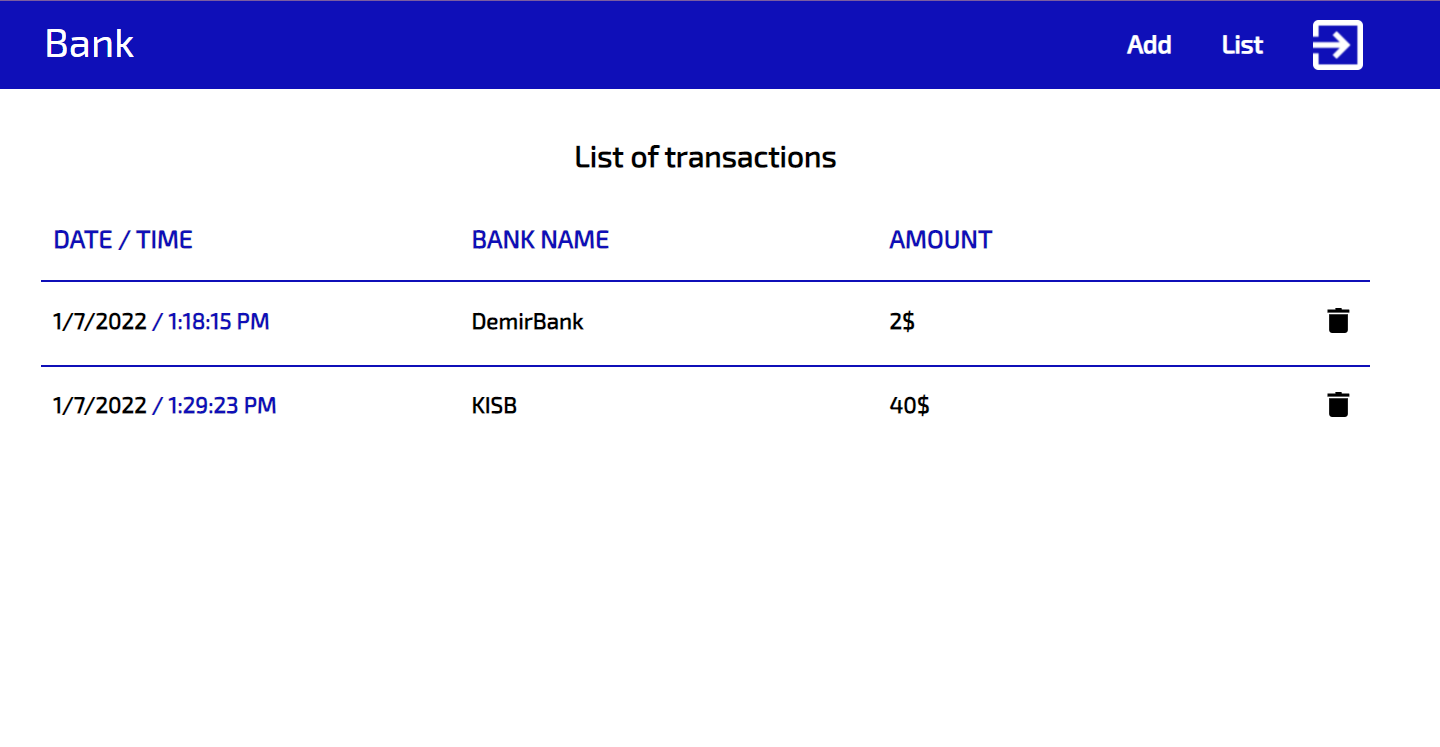 Bank Add List
List of transactions
DATE / TIME BANK NAME AMOUNT
1/7/2022 / 1:18:15 PM DemirBank 2$
1/7/2022 / 1:29:23 PM KISB 40$